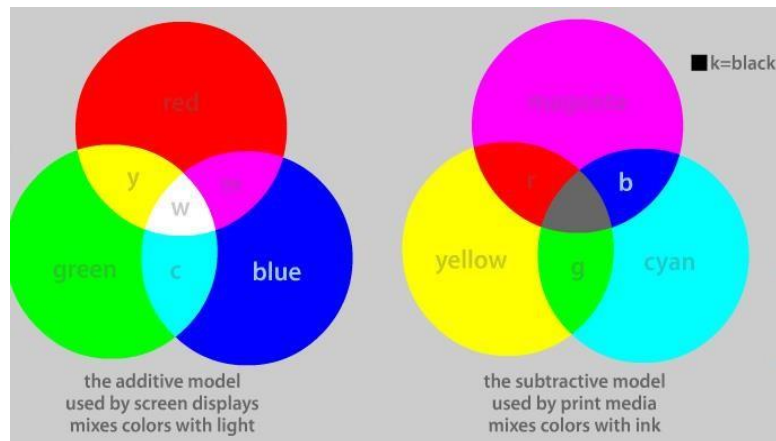 red
y
m
w
green
c
blue
the additive model
used by screen displays
mixes colors with light
k=black
magenta
r
b
yellow
g
cyan
the subtractive model
used by print media
mixes colors with ink